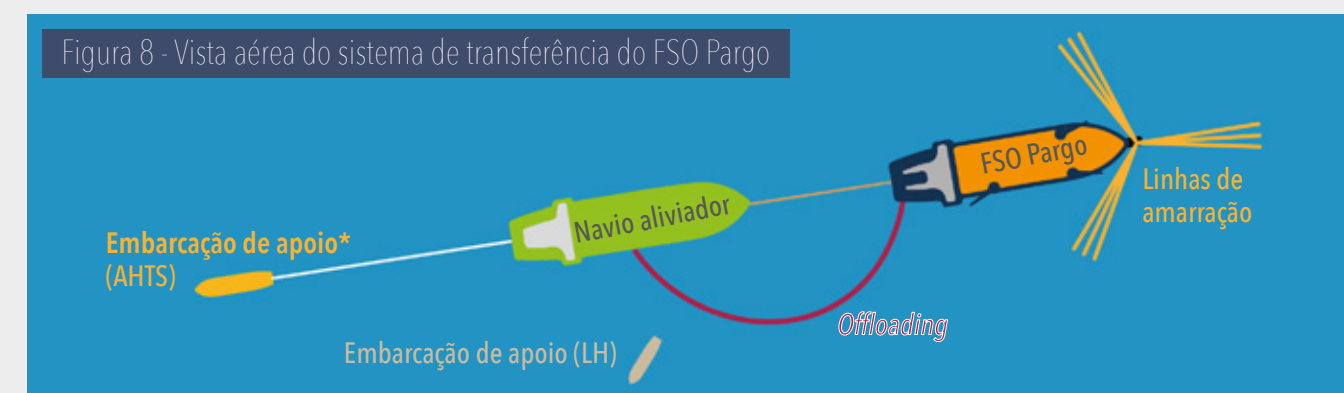 Figura 8 - Vista aérea do sistema de transferência do FSO Pargo
FSO Pargo
Linhas de
amarração
Navio aliviador
Embarcação de apoio*
(AHTS)
Offloading
Embarcação de apoio (LH)